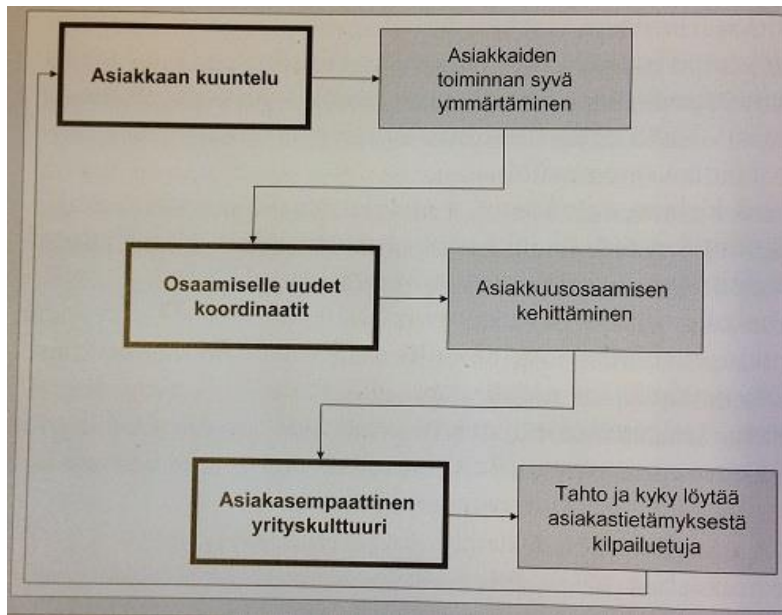 Asiakkaan kuuntelu
Asiakkaiden
toiminnan syvä
ymmärtäminen
Osaamiselle uudet
koordinaatit
Asiakkuusosaamisen
kehittäminen
Asiakasempaattinen
yrityskulttuuri
Tahto ja kyky löytää
asiakastietämyksestä
kilpailuetuja